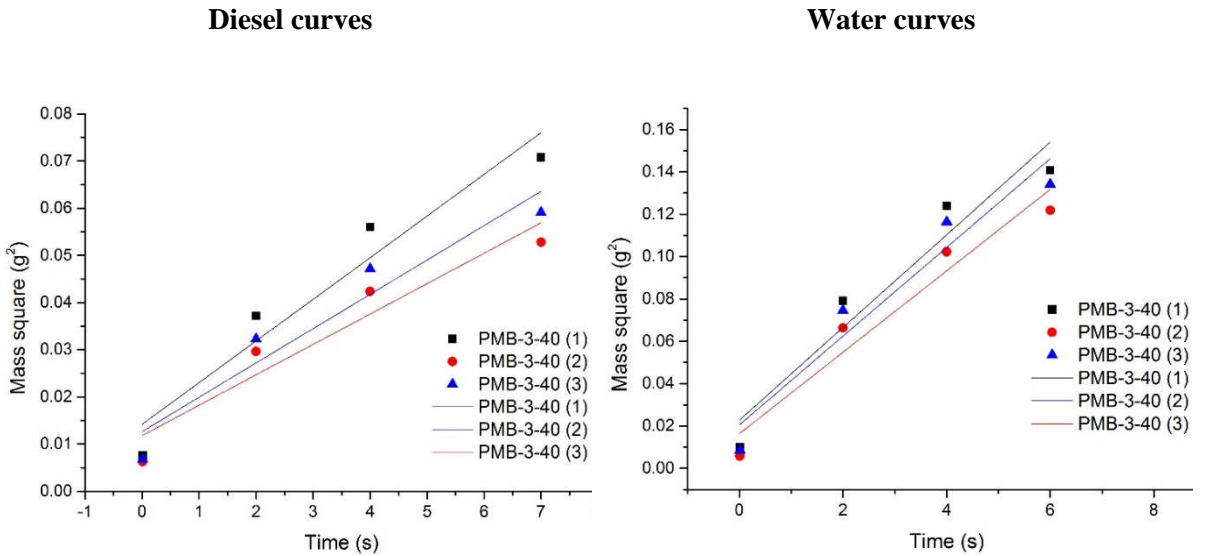 Diesel curves
Water curves
0.08
0.07
0.06
0.05
0.04
0.03
0.02
0.01
0.00
Mass square (g²)
-1 0 1 2 3 4 5 6 7
Time (s)
PMB-3-40 (1)
PMB-3-40 (2)
PMB-3-40 (3)
PMB-3-40 (1)
PMB-3-40 (2)
PMB-3-40 (3)
0.16
0.14
0.12
0.10
0.08
0.06
0.04
0.02
0.00
Mass square (g²)
0 2 4 6 8
Time (s)
PMB-3-40 (1)
PMB-3-40 (2)
PMB-3-40 (3)
PMB-3-40 (1)
PMB-3-40 (2)
PMB-3-40 (3)